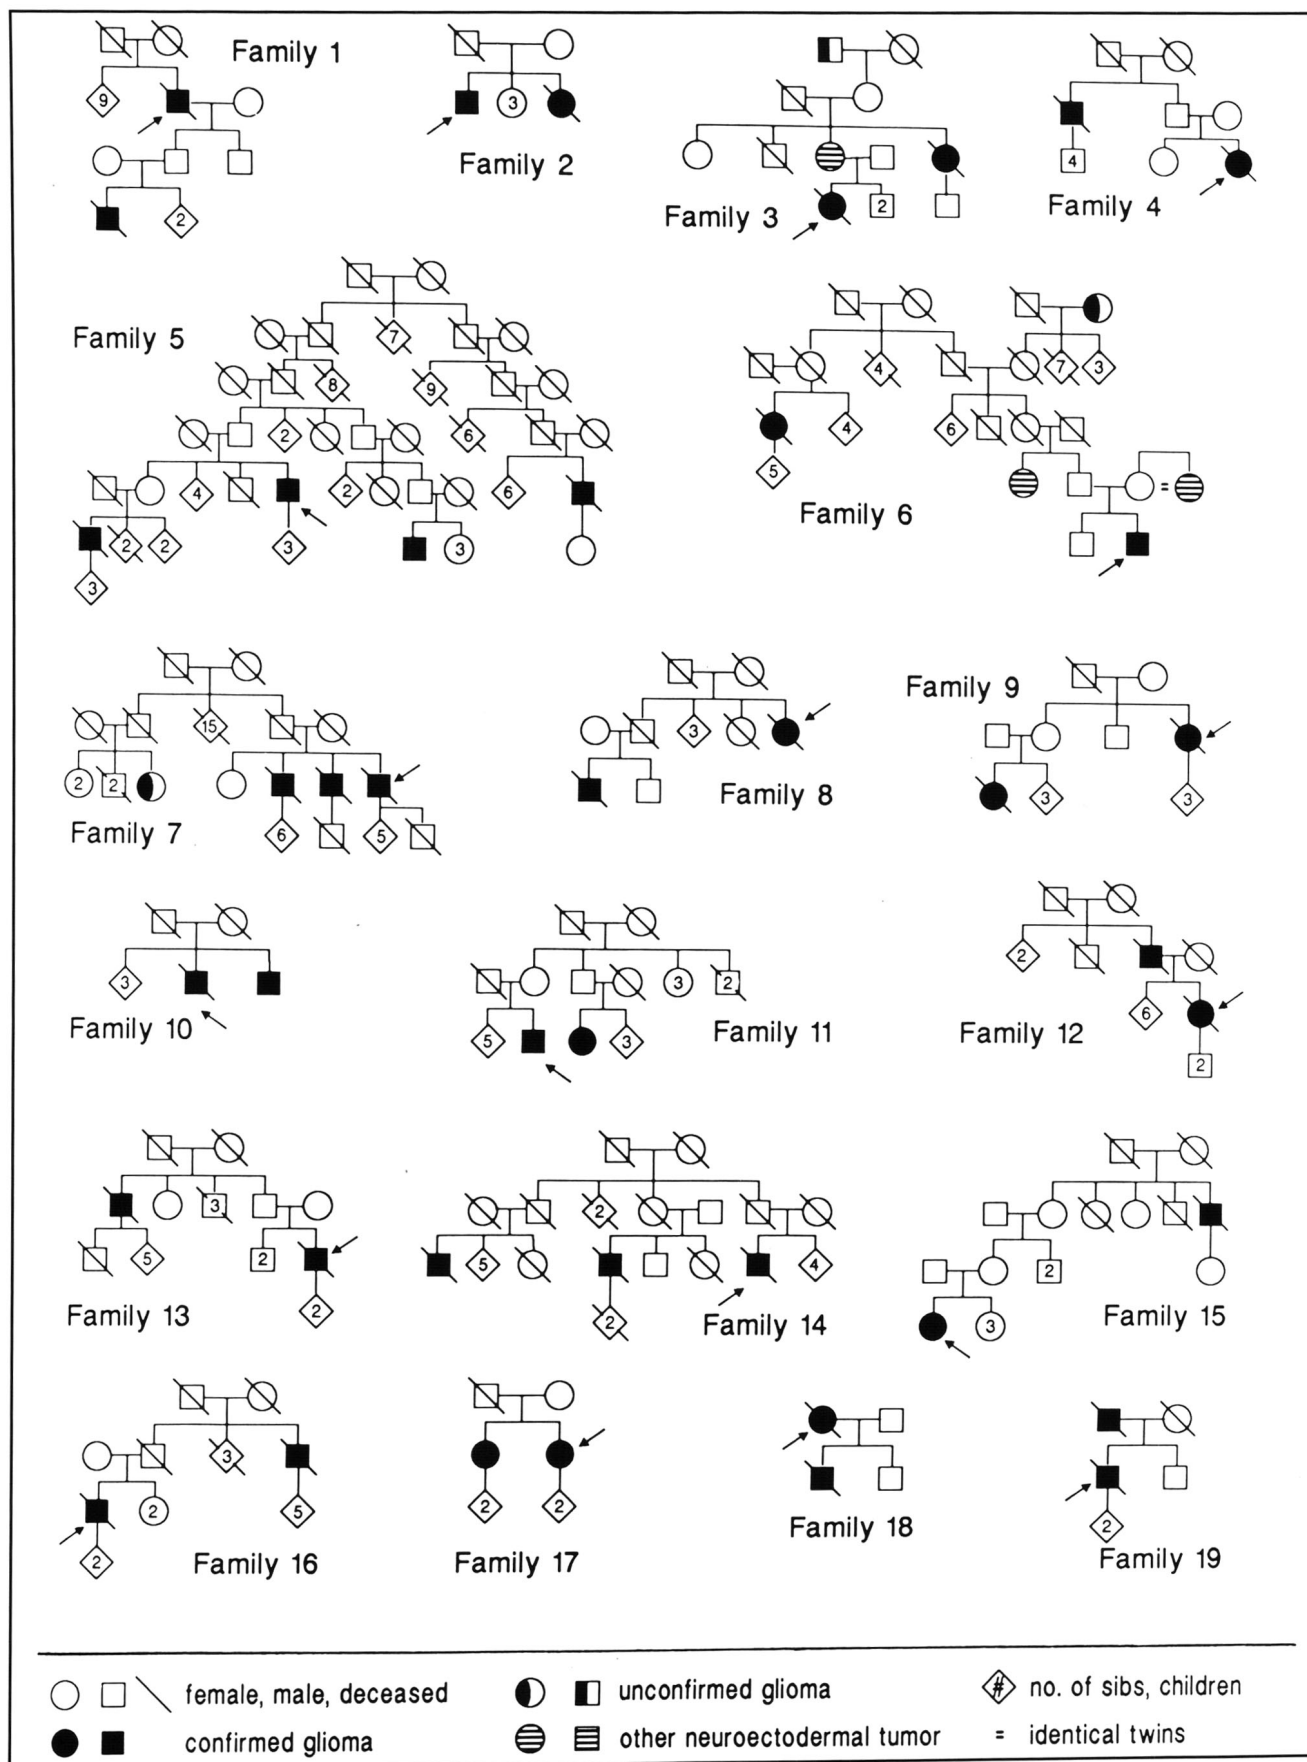 Family 1
9
2
3
Family 2
2
Family 3
4
Family 4
Family 5
7
8
9
2
6
4
2
6
2
2
3
3
3
4
7
3
4
6
5
Family 6
15
2
2
6
5
Family 7
3
Family 8
Family 9
3
3
3
Family 10
3
2
5
3
Family 11
2
6
Family 12
2
3
5
2
Family 13
2
2
5
4
2
Family 14
2
3
Family 15
3
2
5
2
Family 16
2
2
Family 17
Family 18
2
Family 19
female, male, deceased
unconfirmed glioma
# no. of sibs, children
confirmed glioma
other neuroectodermal tumor
= identical twins